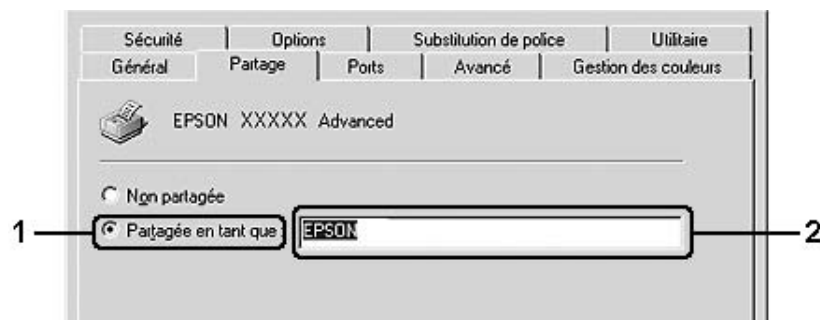 Sécurité Options Substitution de police Utilitaire
Général Partage Ports Avancé Gestion des couleurs
EPSON XXXXX Advanced
Non partagée
1 Partagée en tant que EPSON 2